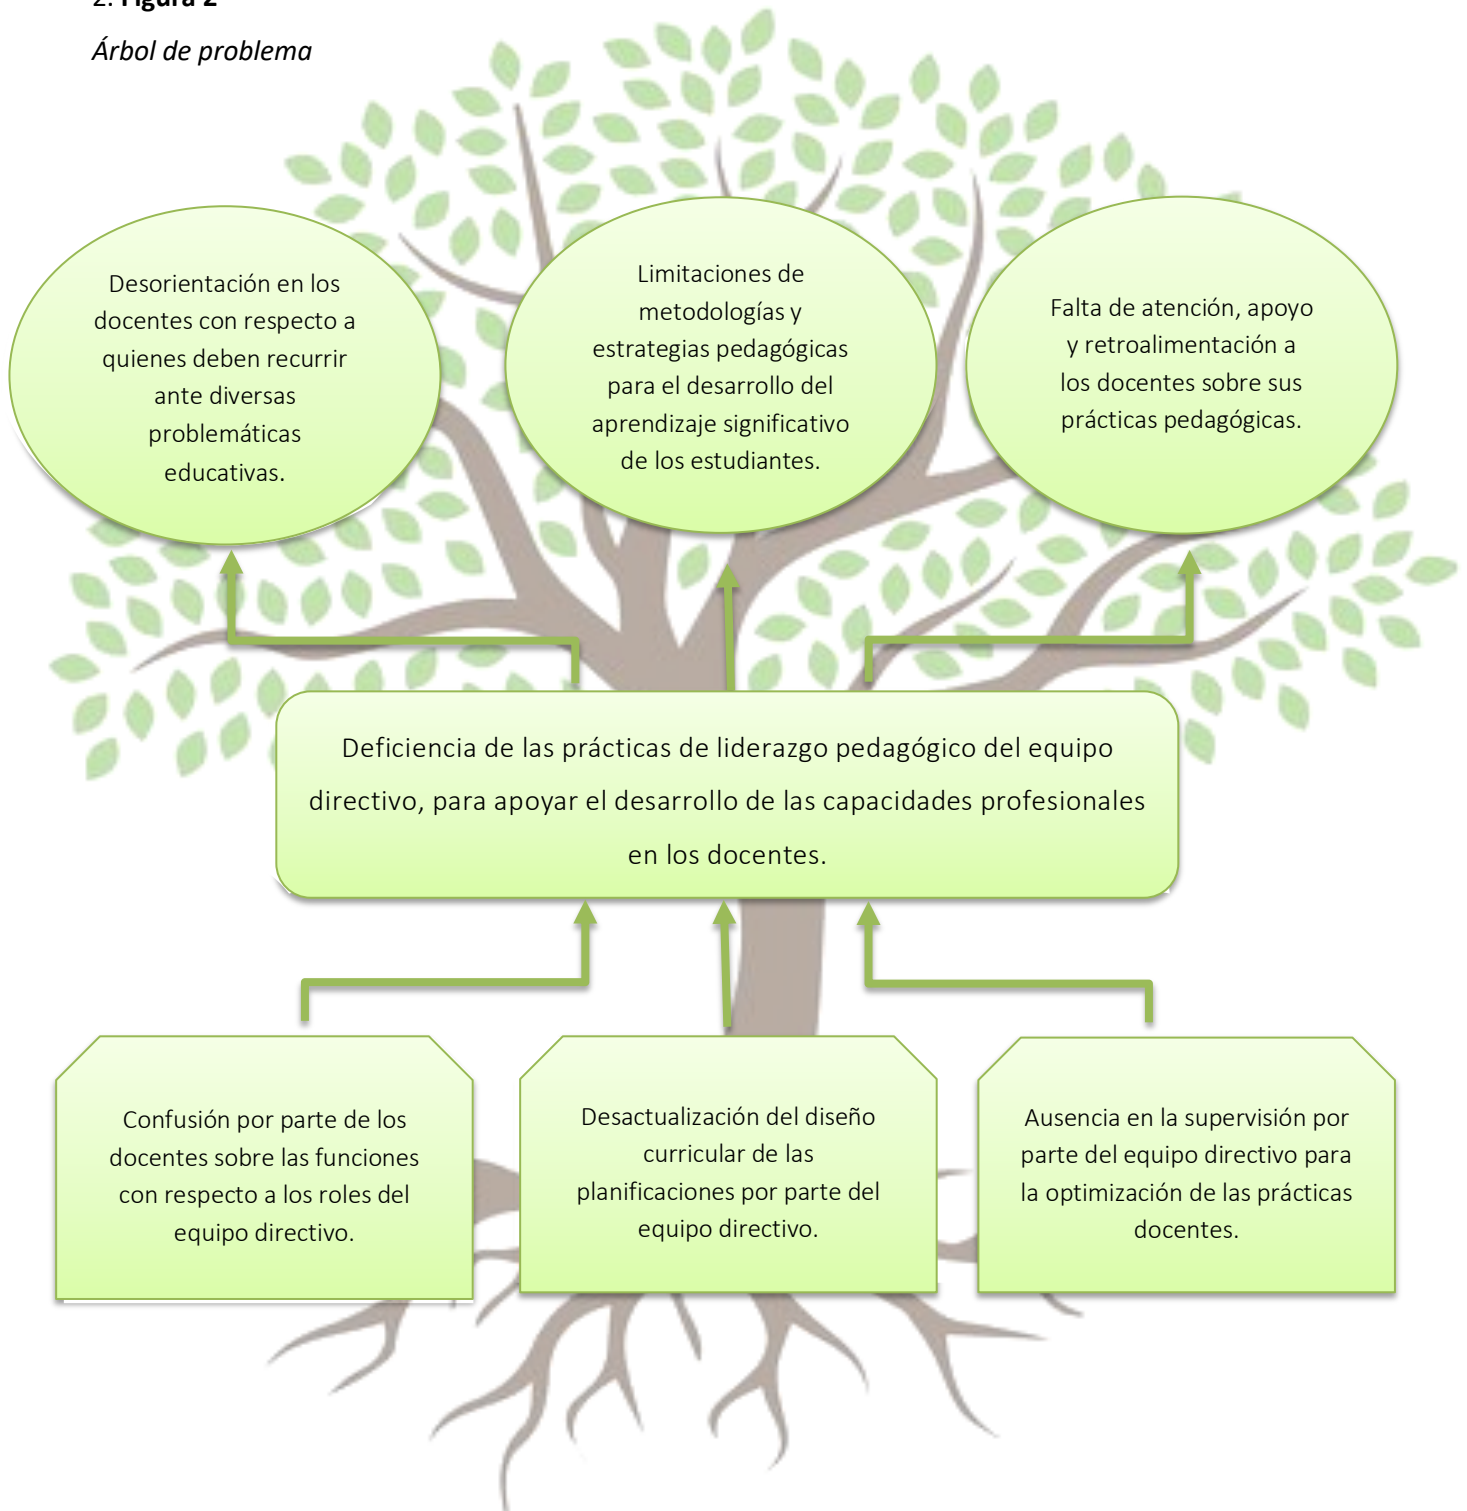 2. Figura 2
Árbol de problema
Desorientación en los
docentes con respecto a
quienes deben recurrir
ante diversas
problemáticas
educativas.
Limitaciones de
metodologías y
estrategias pedagógicas
para el desarrollo del
aprendizaje significativo
de los estudiantes.
Falta de atención, apoyo
y retroalimentación a
los docentes sobre sus
prácticas pedagógicas.
Deficiencia de las prácticas de liderazgo pedagógico del equipo
directivo, para apoyar el desarrollo de las capacidades profesionales
en los docentes.
Confusión por parte de los
docentes sobre las funciones
con respecto a los roles del
equipo directivo.
Desactualización del diseño
curricular de las
planificaciones por parte del
equipo directivo.
Ausencia en la supervisión por
parte del equipo directivo para
la optimización de las prácticas
docentes.